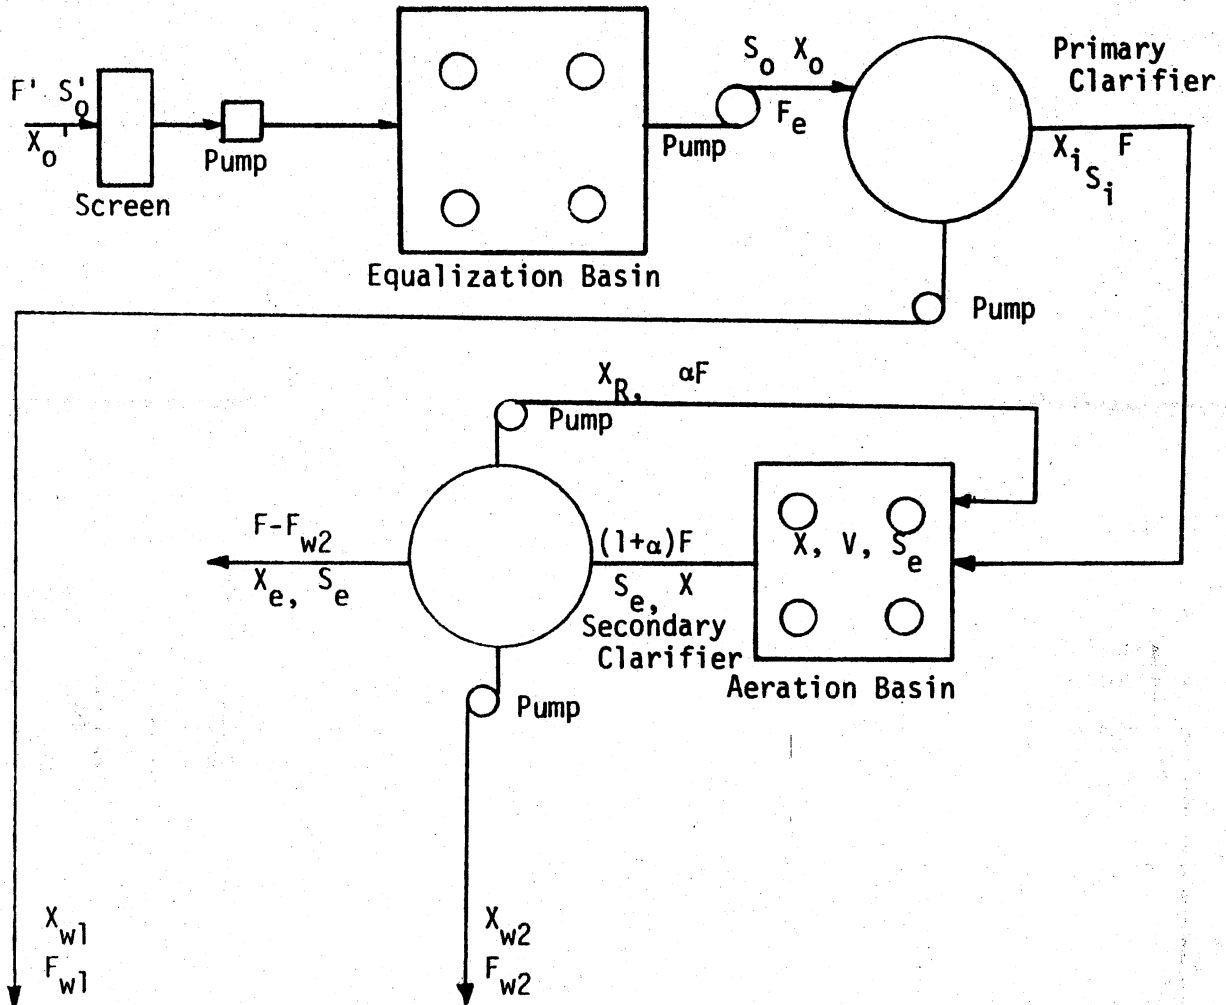 F' S'o
Xo'
Screen
Pump
Equalization Basin
Pump
So Xo
Fe
Primary
Clarifier
Xi Si F
Pump
XR, αF
Pump
F-Fw2
Xe, Se
(1+α)F
Se, X
Secondary
Clarifier
X, V, Se
Aeration Basin
Pump
Xw1
Fw1
Xw2
Fw2